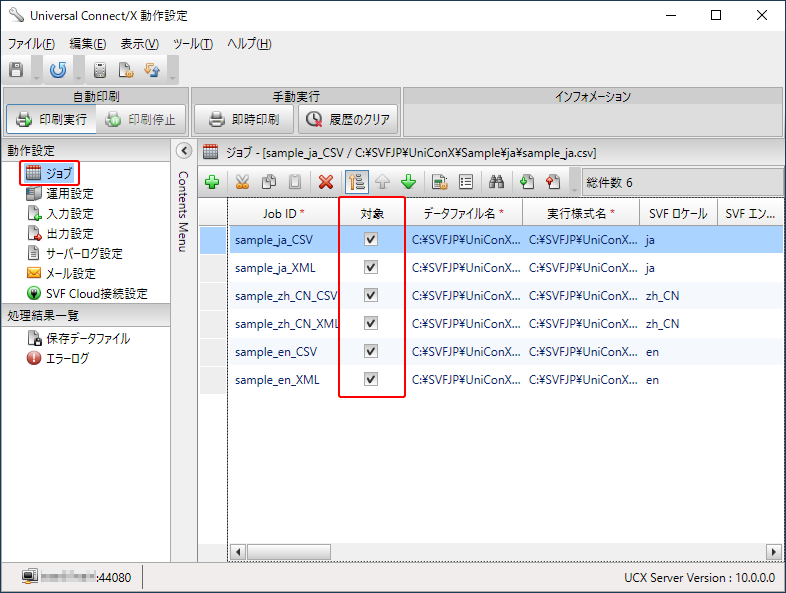 Universal Connect/X 動作設定
ファイル(F) 編集(E) 表示(V) ツール(T) ヘルプ(H)
自動印刷 手動実行 インフォメーション
印刷実行 印刷停止 即時印刷 履歴のクリア
動作設定
ジョブ
運用設定
入力設定
出力設定
サーバーログ設定
メール設定
SVF Cloud接続設定
処理結果一覧
保存データファイル
エラーログ
Contents Menu
ジョブ - [sample_ja_CSV / C:¥SVFJP¥UniConX¥Sample¥ja¥sample_ja.csv]
総件数 6
Job ID * 対象 データファイル名 * 実行様式名 * SVF ロケール SVF エン...
sample_ja_CSV C:¥SVFJP¥UniConX... C:¥SVFJP¥UniConX... ja
sample_ja_XML C:¥SVFJP¥UniConX... C:¥SVFJP¥UniConX... ja
sample_zh_CN_CSV C:¥SVFJP¥UniConX... C:¥SVFJP¥UniConX... zh_CN
sample_zh_CN_XML C:¥SVFJP¥UniConX... C:¥SVFJP¥UniConX... zh_CN
sample_en_CSV C:¥SVFJP¥UniConX... C:¥SVFJP¥UniConX... en
sample_en_XML C:¥SVFJP¥UniConX... C:¥SVFJP¥UniConX... en
:44080 UCX Server Version : 10.0.0.0